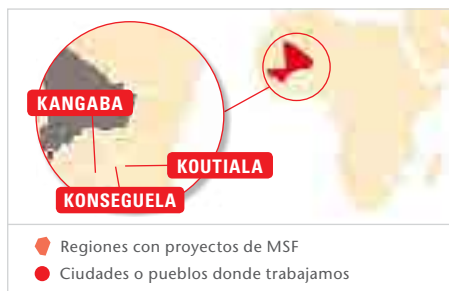 KANGABA
KOUTIALA
KONSEGUELA
Regiones con proyectos de MSF
Ciudades o pueblos donde trabajamos